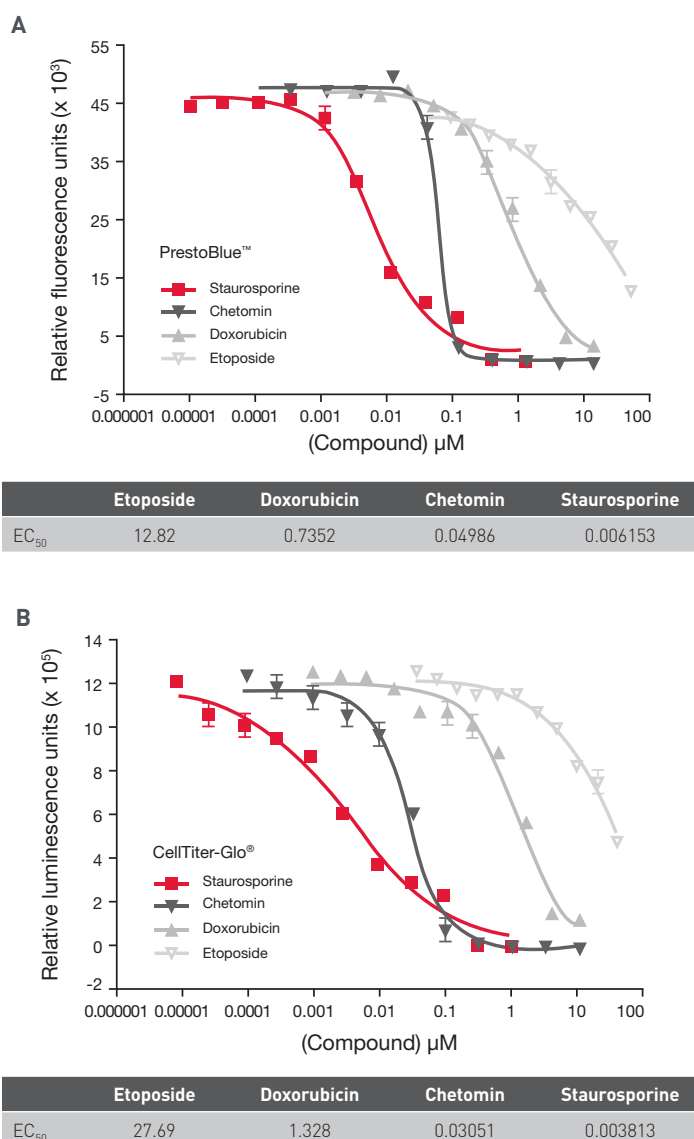 A
Relative fluorescence units (x 10³)
55
45
35
25
15
5
-5
PrestoBlue™
Staurosporine
Chetomin
Doxorubicin
Etoposide
0.000001 0.00001 0.0001 0.001 0.01 0.1 1 10 100
(Compound) µM
Etoposide Doxorubicin Chetomin Staurosporine
EC₅₀ 12.82 0.7352 0.04986 0.006153
B
Relative luminescence units (x 10⁵)
14
12
10
8
6
4
2
0
-2
CellTiter-Glo®
Staurosporine
Chetomin
Doxorubicin
Etoposide
0.000001 0.00001 0.0001 0.001 0.01 0.1 1 10 100
(Compound) µM
Etoposide Doxorubicin Chetomin Staurosporine
EC₅₀ 27.69 1.328 0.03051 0.003813